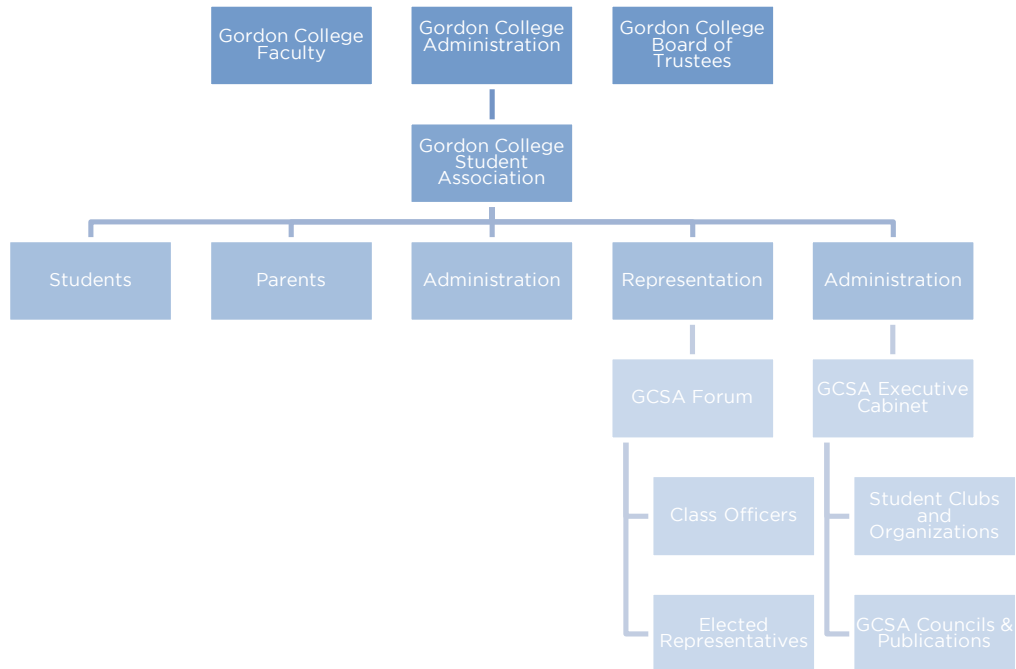 Gordon College
Faculty
Gordon College
Administration
Gordon College
Board of
Trustees
Gordon College
Student
Association
Students
Parents
Administration
Representation
Administration
GCSA Forum
GCSA Executive
Cabinet
Class Officers
Student Clubs
and
Organizations
Elected
Representatives
GCSA Councils &
Publications